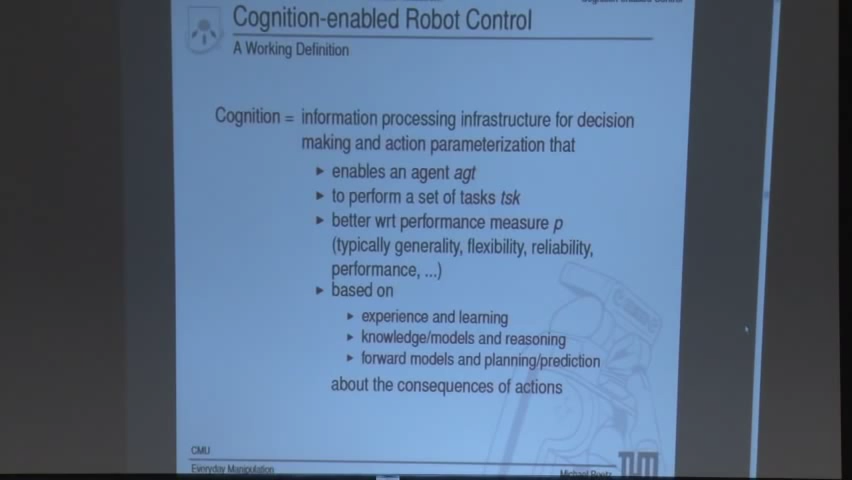 Cognition-enabled Robot Control
A Working Definition
Cognition = information processing infrastructure for decision
making and action parameterization that
▸ enables an agent agt
▸ to perform a set of tasks tsk
▸ better wrt performance measure p
(typically generality, flexibility, reliability,
performance, ...)
▸ based on
▸ experience and learning
▸ knowledge/models and reasoning
▸ forward models and planning/prediction
about the consequences of actions
CMU
Everyday Manipulation
Michael
TUM